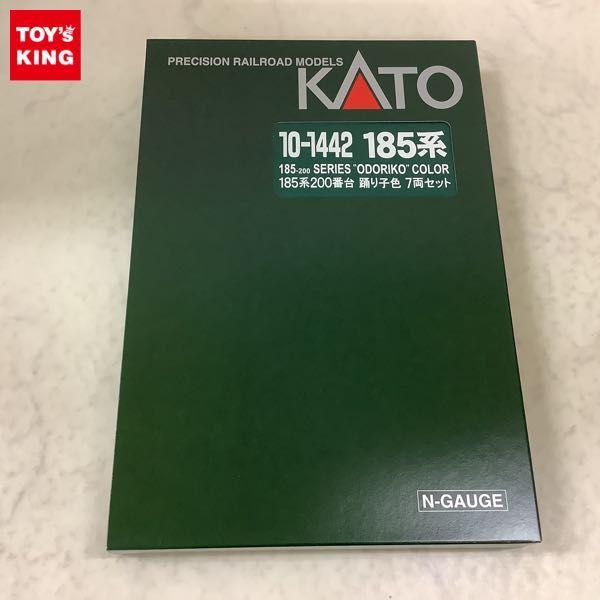 TOY'S
KING
PRECISION RAILROAD MODELS
KATO
10-1442 185系
185-200 SERIES "ODORIKO" COLOR
185系200番台 踊り子色 7両セット
N-GAUGE